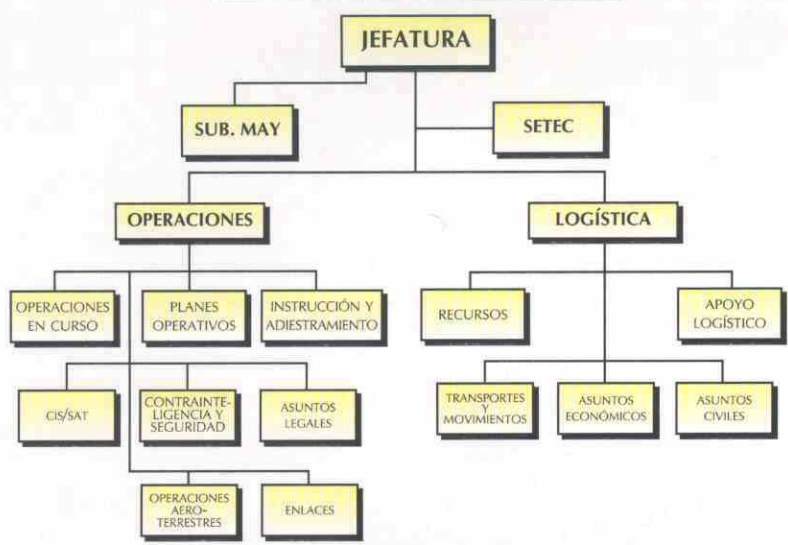 JEFATURA
SUB. MAY
SETEC
OPERACIONES
LOGÍSTICA
OPERACIONES
EN CURSO
PLANES
OPERATIVOS
INSTRUCCIÓN Y
ADIESTRAMIENTO
RECURSOS
APOYO
LOGÍSTICO
CIS/SAT
CONTRAINTE-
LIGENCIA Y
SEGURIDAD
ASUNTOS
LEGALES
TRANSPORTES
Y
MOVIMIENTOS
ASUNTOS
ECONÓMICOS
ASUNTOS
CIVILES
OPERACIONES
AERO-
TERRESTRES
ENLACES